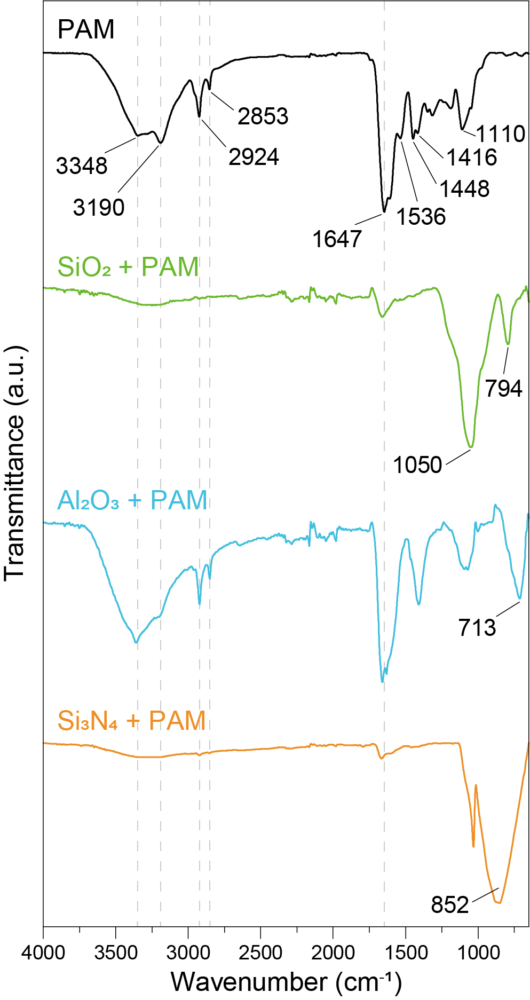 PAM
2853
1110
2924
1416
3348
1448
3190
1536
1647
SiO₂ + PAM
794
1050
Al₂O₃ + PAM
713
Si₃N₄ + PAM
852
Transmittance (a.u.)
4000 3500 3000 2500 2000 1500 1000
Wavenumber (cm⁻¹)